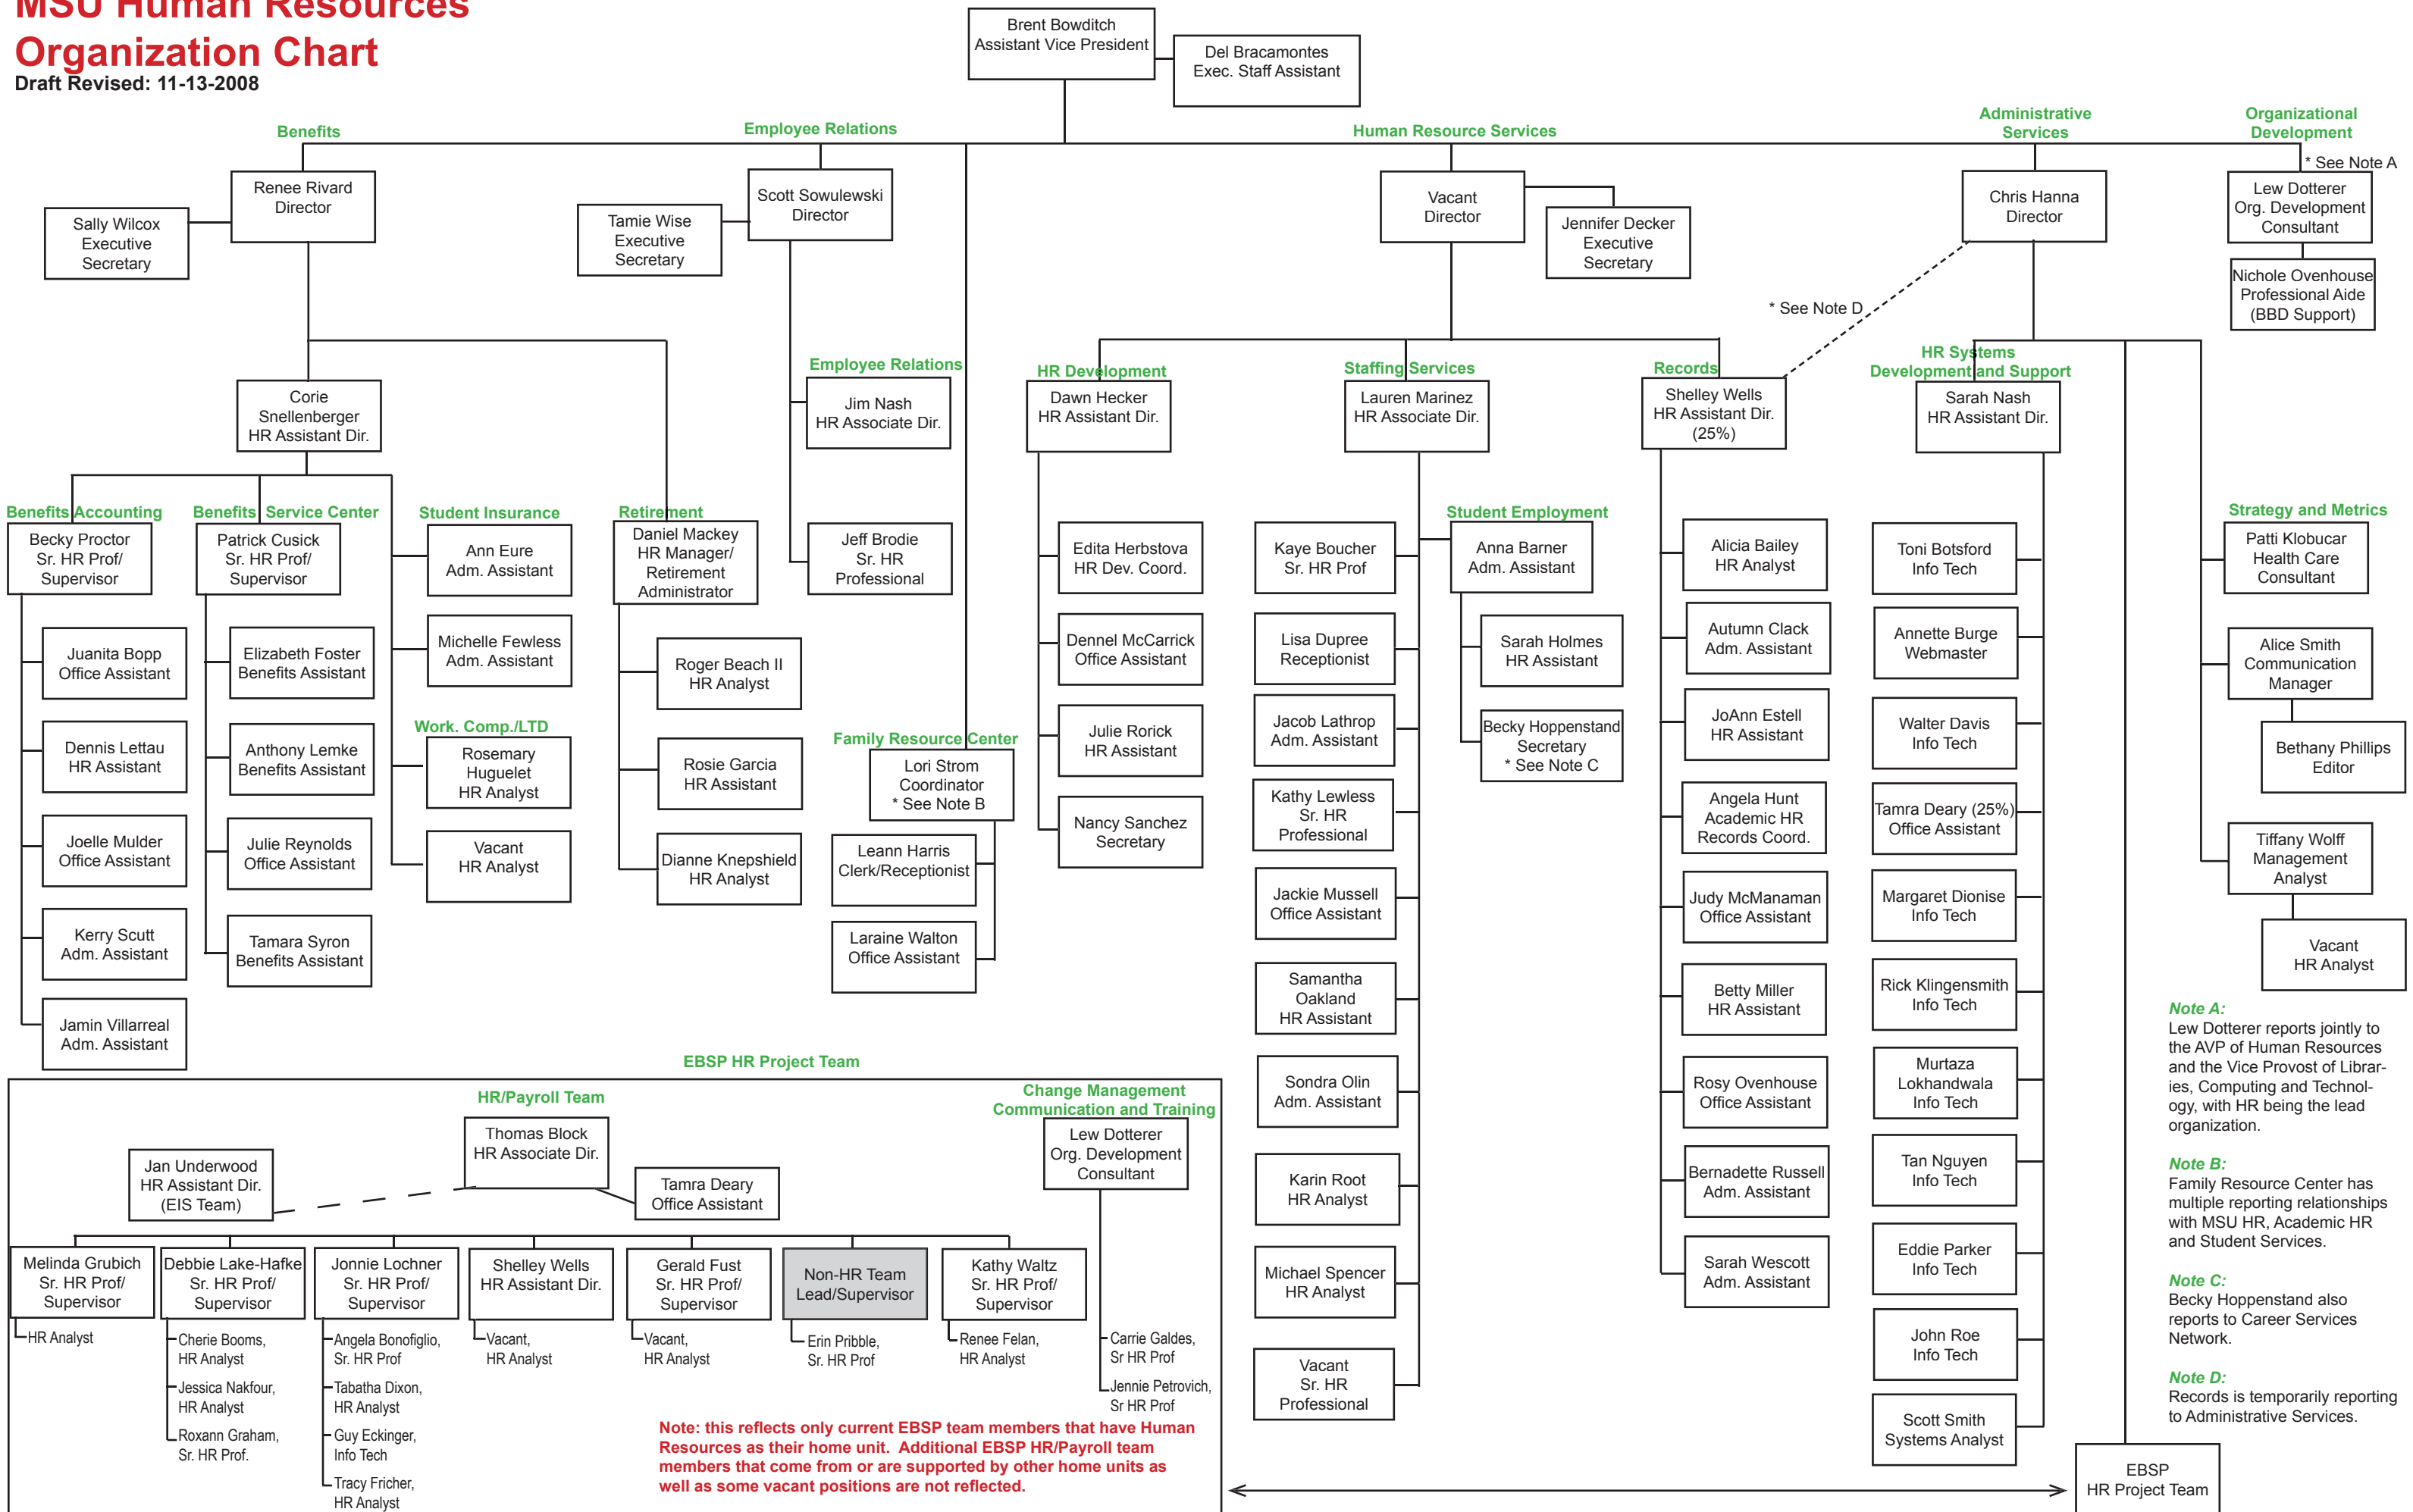 MSU Human Resources
Organization Chart
Draft Revised: 11-13-2008
Brent Bowditch
Assistant Vice President
Del Bracamontes
Exec. Staff Assistant
Benefits
Employee Relations
Human Resource Services
Administrative
Services
Organizational
Development
* See Note A
Renee Rivard
Director
Sally Wilcox
Executive
Secretary
Scott Sowulewski
Director
Tamie Wise
Executive
Secretary
Vacant
Director
Jennifer Decker
Executive
Secretary
Chris Hanna
Director
Lew Dotterer
Org. Development
Consultant
Nichole Ovenhouse
Professional Aide
(BBD Support)
* See Note D
Corie
Snellenberger
HR Assistant Dir.
Employee Relations
Jim Nash
HR Associate Dir.
Jeff Brodie
Sr. HR
Professional
HR Development
Dawn Hecker
HR Assistant Dir.
Staffing Services
Lauren Marinez
HR Associate Dir.
Records
Shelley Wells
HR Assistant Dir.
(25%)
HR Systems
Development and Support
Sarah Nash
HR Assistant Dir.
Benefits Accounting
Becky Proctor
Sr. HR Prof/
Supervisor
Juanita Bopp
Office Assistant
Dennis Lettau
HR Assistant
Joelle Mulder
Office Assistant
Kerry Scutt
Adm. Assistant
Jamin Villarreal
Adm. Assistant
Benefits Service Center
Patrick Cusick
Sr. HR Prof/
Supervisor
Elizabeth Foster
Benefits Assistant
Anthony Lemke
Benefits Assistant
Julie Reynolds
Office Assistant
Tamara Syron
Benefits Assistant
Student Insurance
Ann Eure
Adm. Assistant
Michelle Fewless
Adm. Assistant
Work. Comp./LTD
Rosemary
Huguelet
HR Analyst
Vacant
HR Analyst
Retirement
Daniel Mackey
HR Manager/
Retirement
Administrator
Roger Beach II
HR Analyst
Rosie Garcia
HR Assistant
Dianne Knepshield
HR Analyst
Family Resource Center
Lori Strom
Coordinator
* See Note B
Leann Harris
Clerk/Receptionist
Laraine Walton
Office Assistant
Edita Herbstova
HR Dev. Coord.
Dennel McCarrick
Office Assistant
Julie Rorick
HR Assistant
Nancy Sanchez
Secretary
Kaye Boucher
Sr. HR Prof
Lisa Dupree
Receptionist
Jacob Lathrop
Adm. Assistant
Kathy Lewless
Sr. HR
Professional
Jackie Mussell
Office Assistant
Samantha
Oakland
HR Assistant
Sondra Olin
Adm. Assistant
Karin Root
HR Analyst
Michael Spencer
HR Analyst
Vacant
Sr. HR
Professional
Student Employment
Anna Barner
Adm. Assistant
Sarah Holmes
HR Assistant
Becky Hoppenstand
Secretary
* See Note C
Alicia Bailey
HR Analyst
Autumn Clack
Adm. Assistant
JoAnn Estell
HR Assistant
Angela Hunt
Academic HR
Records Coord.
Judy McManaman
Office Assistant
Betty Miller
HR Assistant
Rosy Ovenhouse
Office Assistant
Bernadette Russell
Adm. Assistant
Sarah Wescott
Adm. Assistant
Toni Botsford
Info Tech
Annette Burge
Webmaster
Walter Davis
Info Tech
Tamra Deary (25%)
Office Assistant
Margaret Dionise
Info Tech
Rick Klingensmith
Info Tech
Murtaza
Lokhandwala
Info Tech
Tan Nguyen
Info Tech
Eddie Parker
Info Tech
John Roe
Info Tech
Scott Smith
Systems Analyst
Strategy and Metrics
Patti Klobucar
Health Care
Consultant
Alice Smith
Communication
Manager
Bethany Phillips
Editor
Tiffany Wolff
Management
Analyst
Vacant
HR Analyst
Note A:
Lew Dotterer reports jointly to
the AVP of Human Resources
and the Vice Provost of Librar-
ies, Computing and Technol-
ogy, with HR being the lead
organization.
Note B:
Family Resource Center has
multiple reporting relationships
with MSU HR, Academic HR
and Student Services.
Note C:
Becky Hoppenstand also
reports to Career Services
Network.
Note D:
Records is temporarily reporting
to Administrative Services.
EBSP
HR Project Team
EBSP HR Project Team
HR/Payroll Team
Thomas Block
HR Associate Dir.
Jan Underwood
HR Assistant Dir.
(EIS Team)
Tamra Deary
Office Assistant
Change Management
Communication and Training
Lew Dotterer
Org. Development
Consultant
Carrie Galdes,
Sr HR Prof
Jennie Petrovich,
Sr HR Prof
Melinda Grubich
Sr. HR Prof/
Supervisor
HR Analyst
Debbie Lake-Hafke
Sr. HR Prof/
Supervisor
Cherie Booms,
HR Analyst
Jessica Nakfour,
HR Analyst
Roxann Graham,
Sr. HR Prof.
Jonnie Lochner
Sr. HR Prof/
Supervisor
Angela Bonofiglio,
Sr. HR Prof
Tabatha Dixon,
HR Analyst
Guy Eckinger,
Info Tech
Tracy Fricher,
HR Analyst
Shelley Wells
HR Assistant Dir.
Vacant,
HR Analyst
Gerald Fust
Sr. HR Prof/
Supervisor
Vacant,
HR Analyst
Non-HR Team
Lead/Supervisor
Erin Pribble,
Sr. HR Prof
Kathy Waltz
Sr. HR Prof/
Supervisor
Renee Felan,
HR Analyst
Note: this reflects only current EBSP team members that have Human
Resources as their home unit. Additional EBSP HR/Payroll team
members that come from or are supported by other home units as
well as some vacant positions are not reflected.